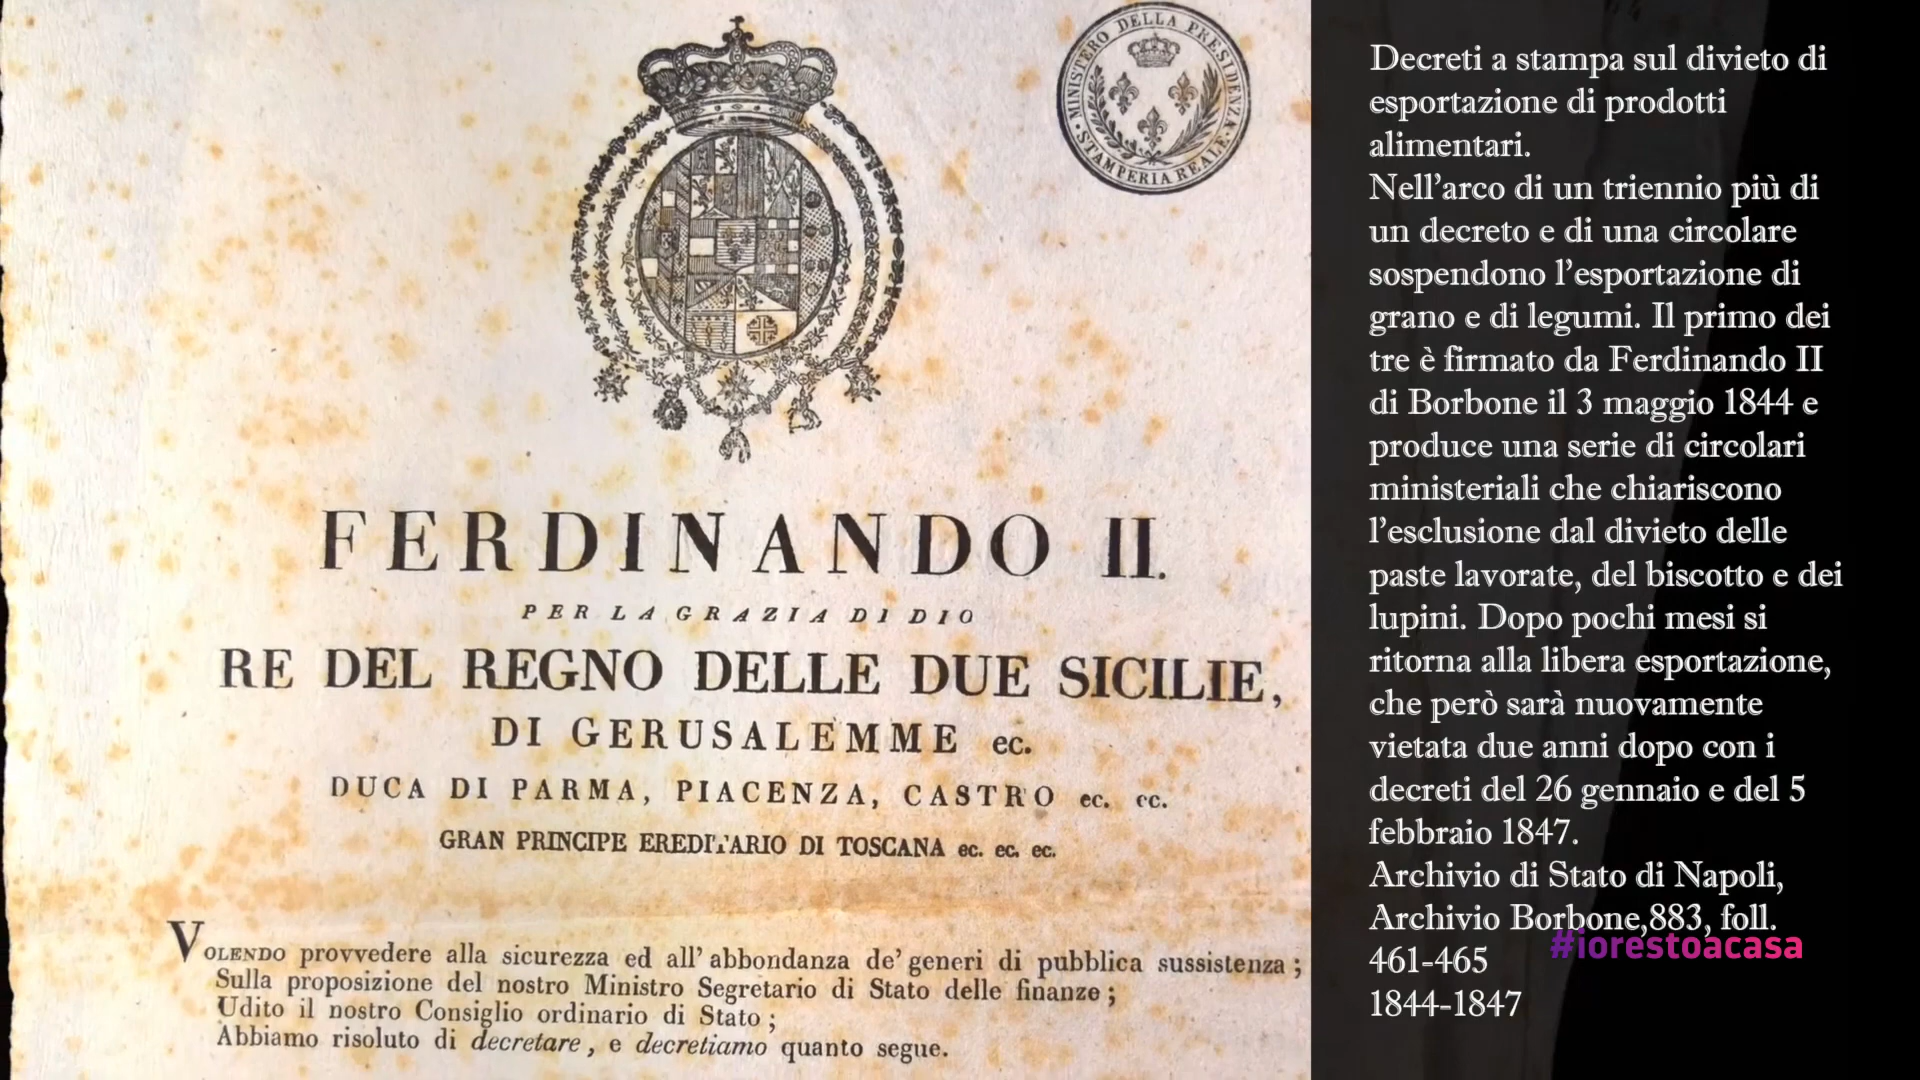 MINISTERO DELLA PRESIDENZA
STAMPERIA REALE
FERDINANDO II.
PER LA GRAZIA DI DIO
RE DEL REGNO DELLE DUE SICILIE,
DI GERUSALEMME ec.
DUCA DI PARMA, PIACENZA, CASTRO ec. ec.
GRAN PRINCIPE EREDITARIO DI TOSCANA ec. ec. ec.
VOLENDO provvedere alla sicurezza ed all' abbondanza de' generi di pubblica sussistenza;
Sulla proposizione del nostro Ministro Segretario di Stato delle finanze;
Udito il nostro Consiglio ordinario di Stato;
Abbiamo risoluto di decretare, e decretiamo quanto segue.
Decreti a stampa sul divieto di
esportazione di prodotti
alimentari.
Nell’arco di un triennio più di
un decreto e di una circolare
sospendono l’esportazione di
grano e di legumi. Il primo dei
tre è firmato da Ferdinando II
di Borbone il 3 maggio 1844 e
produce una serie di circolari
ministeriali che chiariscono
l’esclusione dal divieto delle
paste lavorate, del biscotto e dei
lupini. Dopo pochi mesi si
ritorna alla libera esportazione,
che però sarà nuovamente
vietata due anni dopo con i
decreti del 26 gennaio e del 5
febbraio 1847.
Archivio di Stato di Napoli,
Archivio Borbone,883, foll.
461-465
1844-1847
#iorestoacasa